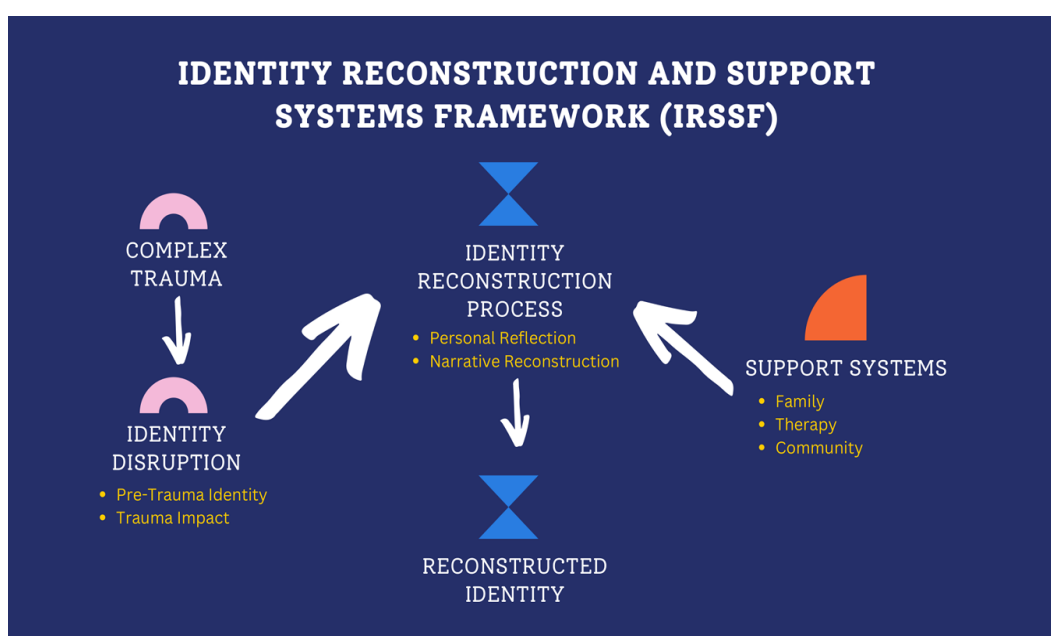 IDENTITY RECONSTRUCTION AND SUPPORT
SYSTEMS FRAMEWORK (IRSSF)
COMPLEX
TRAUMA
IDENTITY
DISRUPTION
• Pre-Trauma Identity
• Trauma Impact
IDENTITY
RECONSTRUCTION
PROCESS
• Personal Reflection
• Narrative Reconstruction
RECONSTRUCTED
IDENTITY
SUPPORT SYSTEMS
• Family
• Therapy
• Community